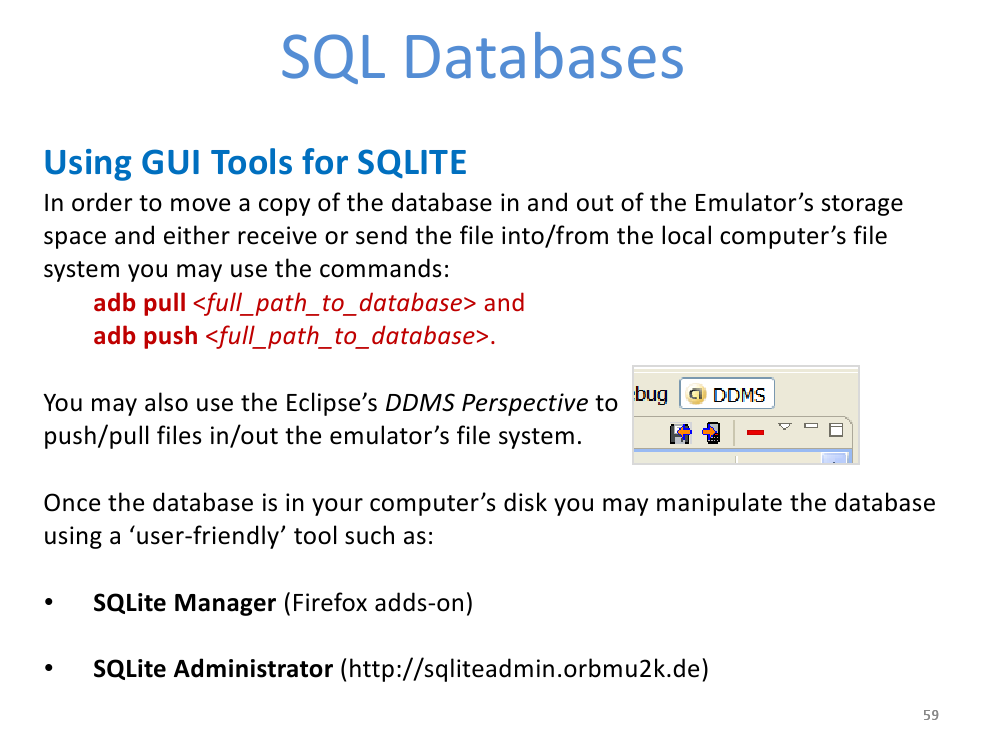 SQL Databases
Using GUI Tools for SQLITE
In order to move a copy of the database in and out of the Emulator’s storage
space and either receive or send the file into/from the local computer’s file
system you may use the commands:
adb pull <full_path_to_database> and
adb push <full_path_to_database>.
You may also use the Eclipse’s DDMS Perspective to
push/pull files in/out the emulator’s file system.
bug DDMS
Once the database is in your computer’s disk you may manipulate the database
using a ‘user-friendly’ tool such as:
• SQLite Manager (Firefox adds-on)
• SQLite Administrator (http://sqliteadmin.orbmu2k.de)
59